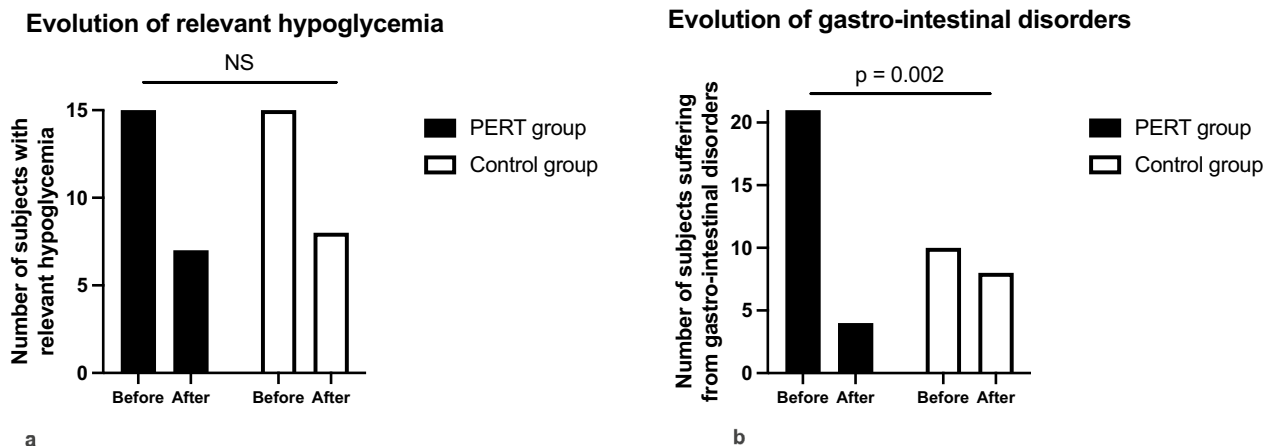 Evolution of relevant hypoglycemia
NS
Number of subjects with
relevant hypoglycemia
15
10
5
0
Before After
Before After
PERT group
Control group
a
Evolution of gastro-intestinal disorders
p = 0.002
Number of subjects suffering
from gastro-intestinal disorders
20
15
10
5
0
Before After
Before After
PERT group
Control group
b